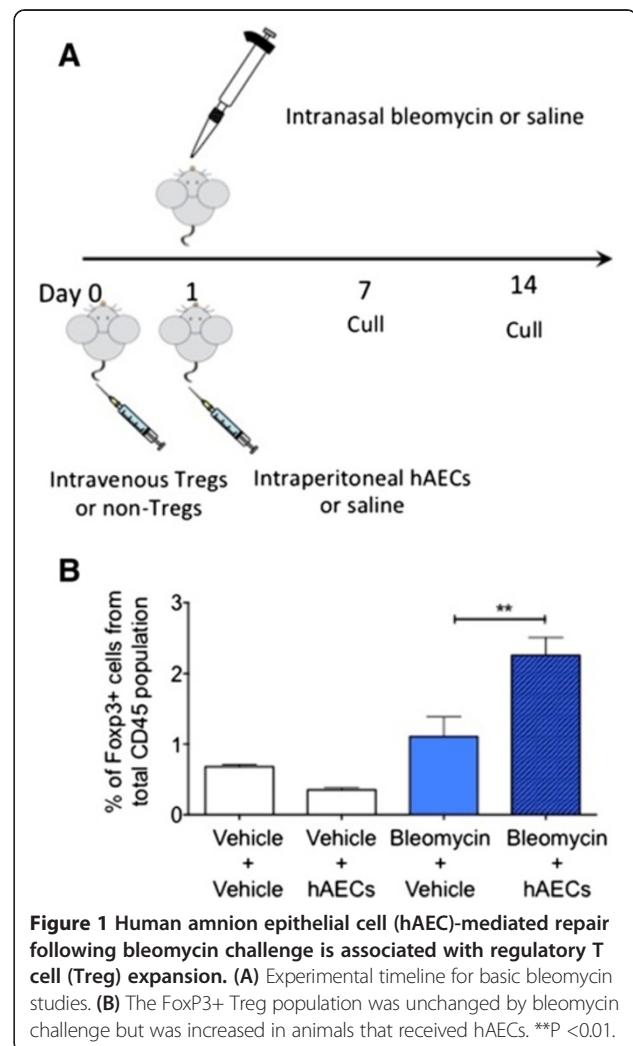 A
Intranasal bleomycin or saline
Day 0
1
7
14
Cull
Cull
Intravenous Tregs
or non-Tregs
Intraperitoneal hAECs
or saline
B
% of Foxp3+ cells from
total CD45 population
3
2
1
0
**
Vehicle
+
Vehicle
Vehicle
+
hAECs
Bleomycin
+
Vehicle
Bleomycin
+
hAECs
Figure 1 Human amnion epithelial cell (hAEC)-mediated repair
following bleomycin challenge is associated with regulatory T
cell (Treg) expansion. (A) Experimental timeline for basic bleomycin
studies. (B) The FoxP3+ Treg population was unchanged by bleomycin
challenge but was increased in animals that received hAECs. **P <0.01.